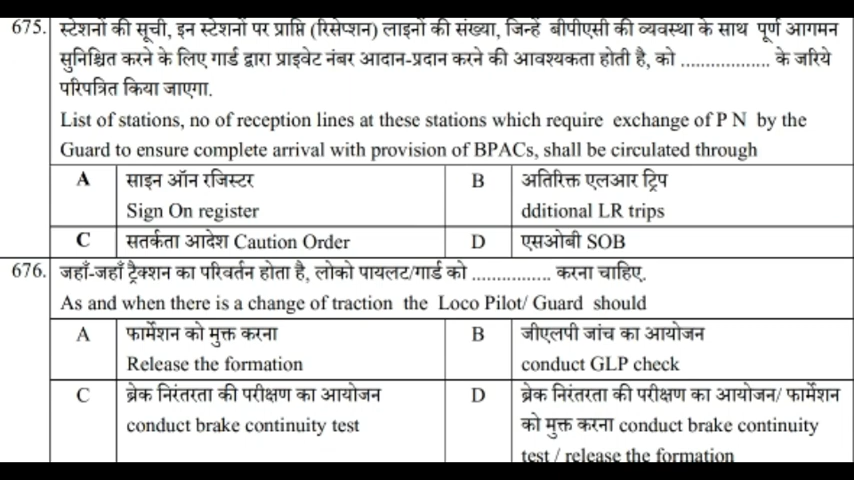 675. स्टेशनों की सूची, इन स्टेशनों पर प्राप्ति (रिसेप्शन) लाइनों की संख्या, जिन्हें बीपीएसी की व्यवस्था के साथ पूर्ण आगमन
सुनिश्चित करने के लिए गार्ड द्वारा प्राइवेट नंबर आदान-प्रदान करने की आवश्यकता होती है, को .................. के जरिये
परिपत्रित किया जाएगा.
List of stations, no of reception lines at these stations which require exchange of P N by the
Guard to ensure complete arrival with provision of BPACs, shall be circulated through
A साइन ऑन रजिस्टर B अतिरिक्त एलआर ट्रिप
Sign On register dditional LR trips
C सतर्कता आदेश Caution Order D एसओबी SOB
676. जहाँ-जहाँ ट्रैक्शन का परिवर्तन होता है, लोको पायलट/गार्ड को ................ करना चाहिए.
As and when there is a change of traction the Loco Pilot/ Guard should
A फार्मेशन को मुक्त करना B जीएलपी जांच का आयोजन
Release the formation conduct GLP check
C ब्रेक निरंतरता की परीक्षण का आयोजन D ब्रेक निरंतरता की परीक्षण का आयोजन/ फार्मेशन
conduct brake continuity test को मुक्त करना conduct brake continuity
test / release the formation